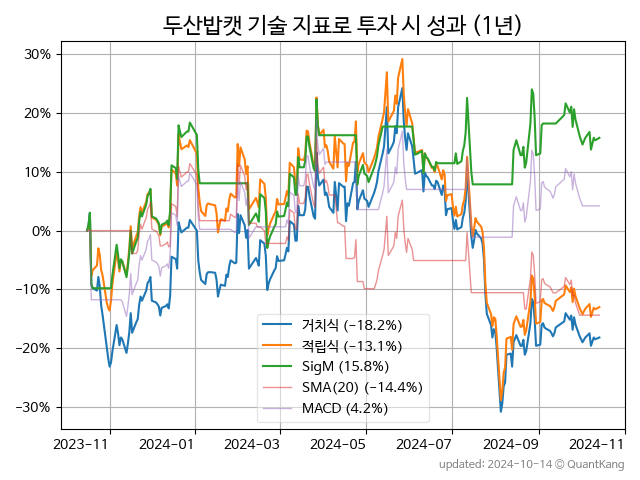 두산밥캣 기술 지표로 투자 시 성과 (1년)
30%
20%
10%
0%
−10%
−20%
−30%
거치식 (−18.2%)
적립식 (−13.1%)
SigM (15.8%)
SMA(20) (−14.4%)
MACD (4.2%)
2023-11
2024-01
2024-03
2024-05
2024-07
2024-09
2024-11
updated: 2024-10-14 © QuantKang